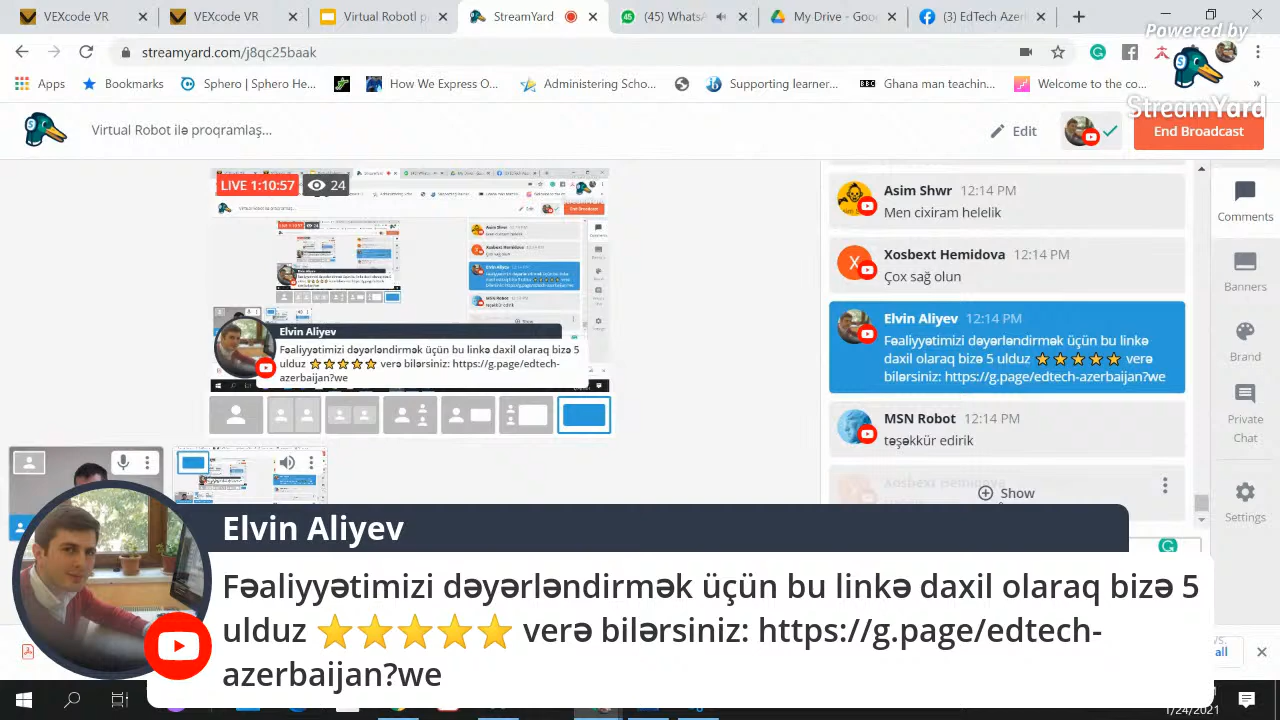 VEXcode VR
VEXcode VR
Virtual Robotl p
StreamYard
(45) WhatsA
My Drive - Goo
(3) EdTech Azer
Powered by
streamyard.com/j8qc25baak
Apps
Bookmarks
Sphero | Sphero He...
How We Express O...
Administering Scho...
Supporting learner...
Ghana man teachin...
Welcome to the co...
»
StreamYard
Virtual Robot ilə proqramlaş...
Edit
End Broadcast
LIVE 1:10:57
24
Asim Shwr 12:14 PM
Men cixiram helelik
Xosbext Hemidova 12:14 PM
Çox sağ olun
Elvin Aliyev 12:14 PM
Fəaliyyətimizi dəyərləndirmək üçün bu linkə
daxil olaraq bizə 5 ulduz ⭐⭐⭐⭐⭐ verə
bilərsiniz: https://g.page/edtech-azerbaijan?we
MSN Robot 12:14 PM
təşəkkür edirik
Show
Comments
Banners
Brand
Private
Chat
Settings
Elvin Aliyev
Fəaliyyətimizi dəyərləndirmək üçün bu linkə daxil olaraq bizə 5
ulduz ⭐⭐⭐⭐⭐ verə bilərsiniz: https://g.page/edtech-
azerbaijan?we
Elvin Aliyev
Fəaliyyətimizi dəyərləndirmək üçün bu linkə daxil olaraq bizə 5
ulduz ⭐⭐⭐⭐⭐ verə bilərsiniz: https://g.page/edtech-
azerbaijan?we
1/24/2021